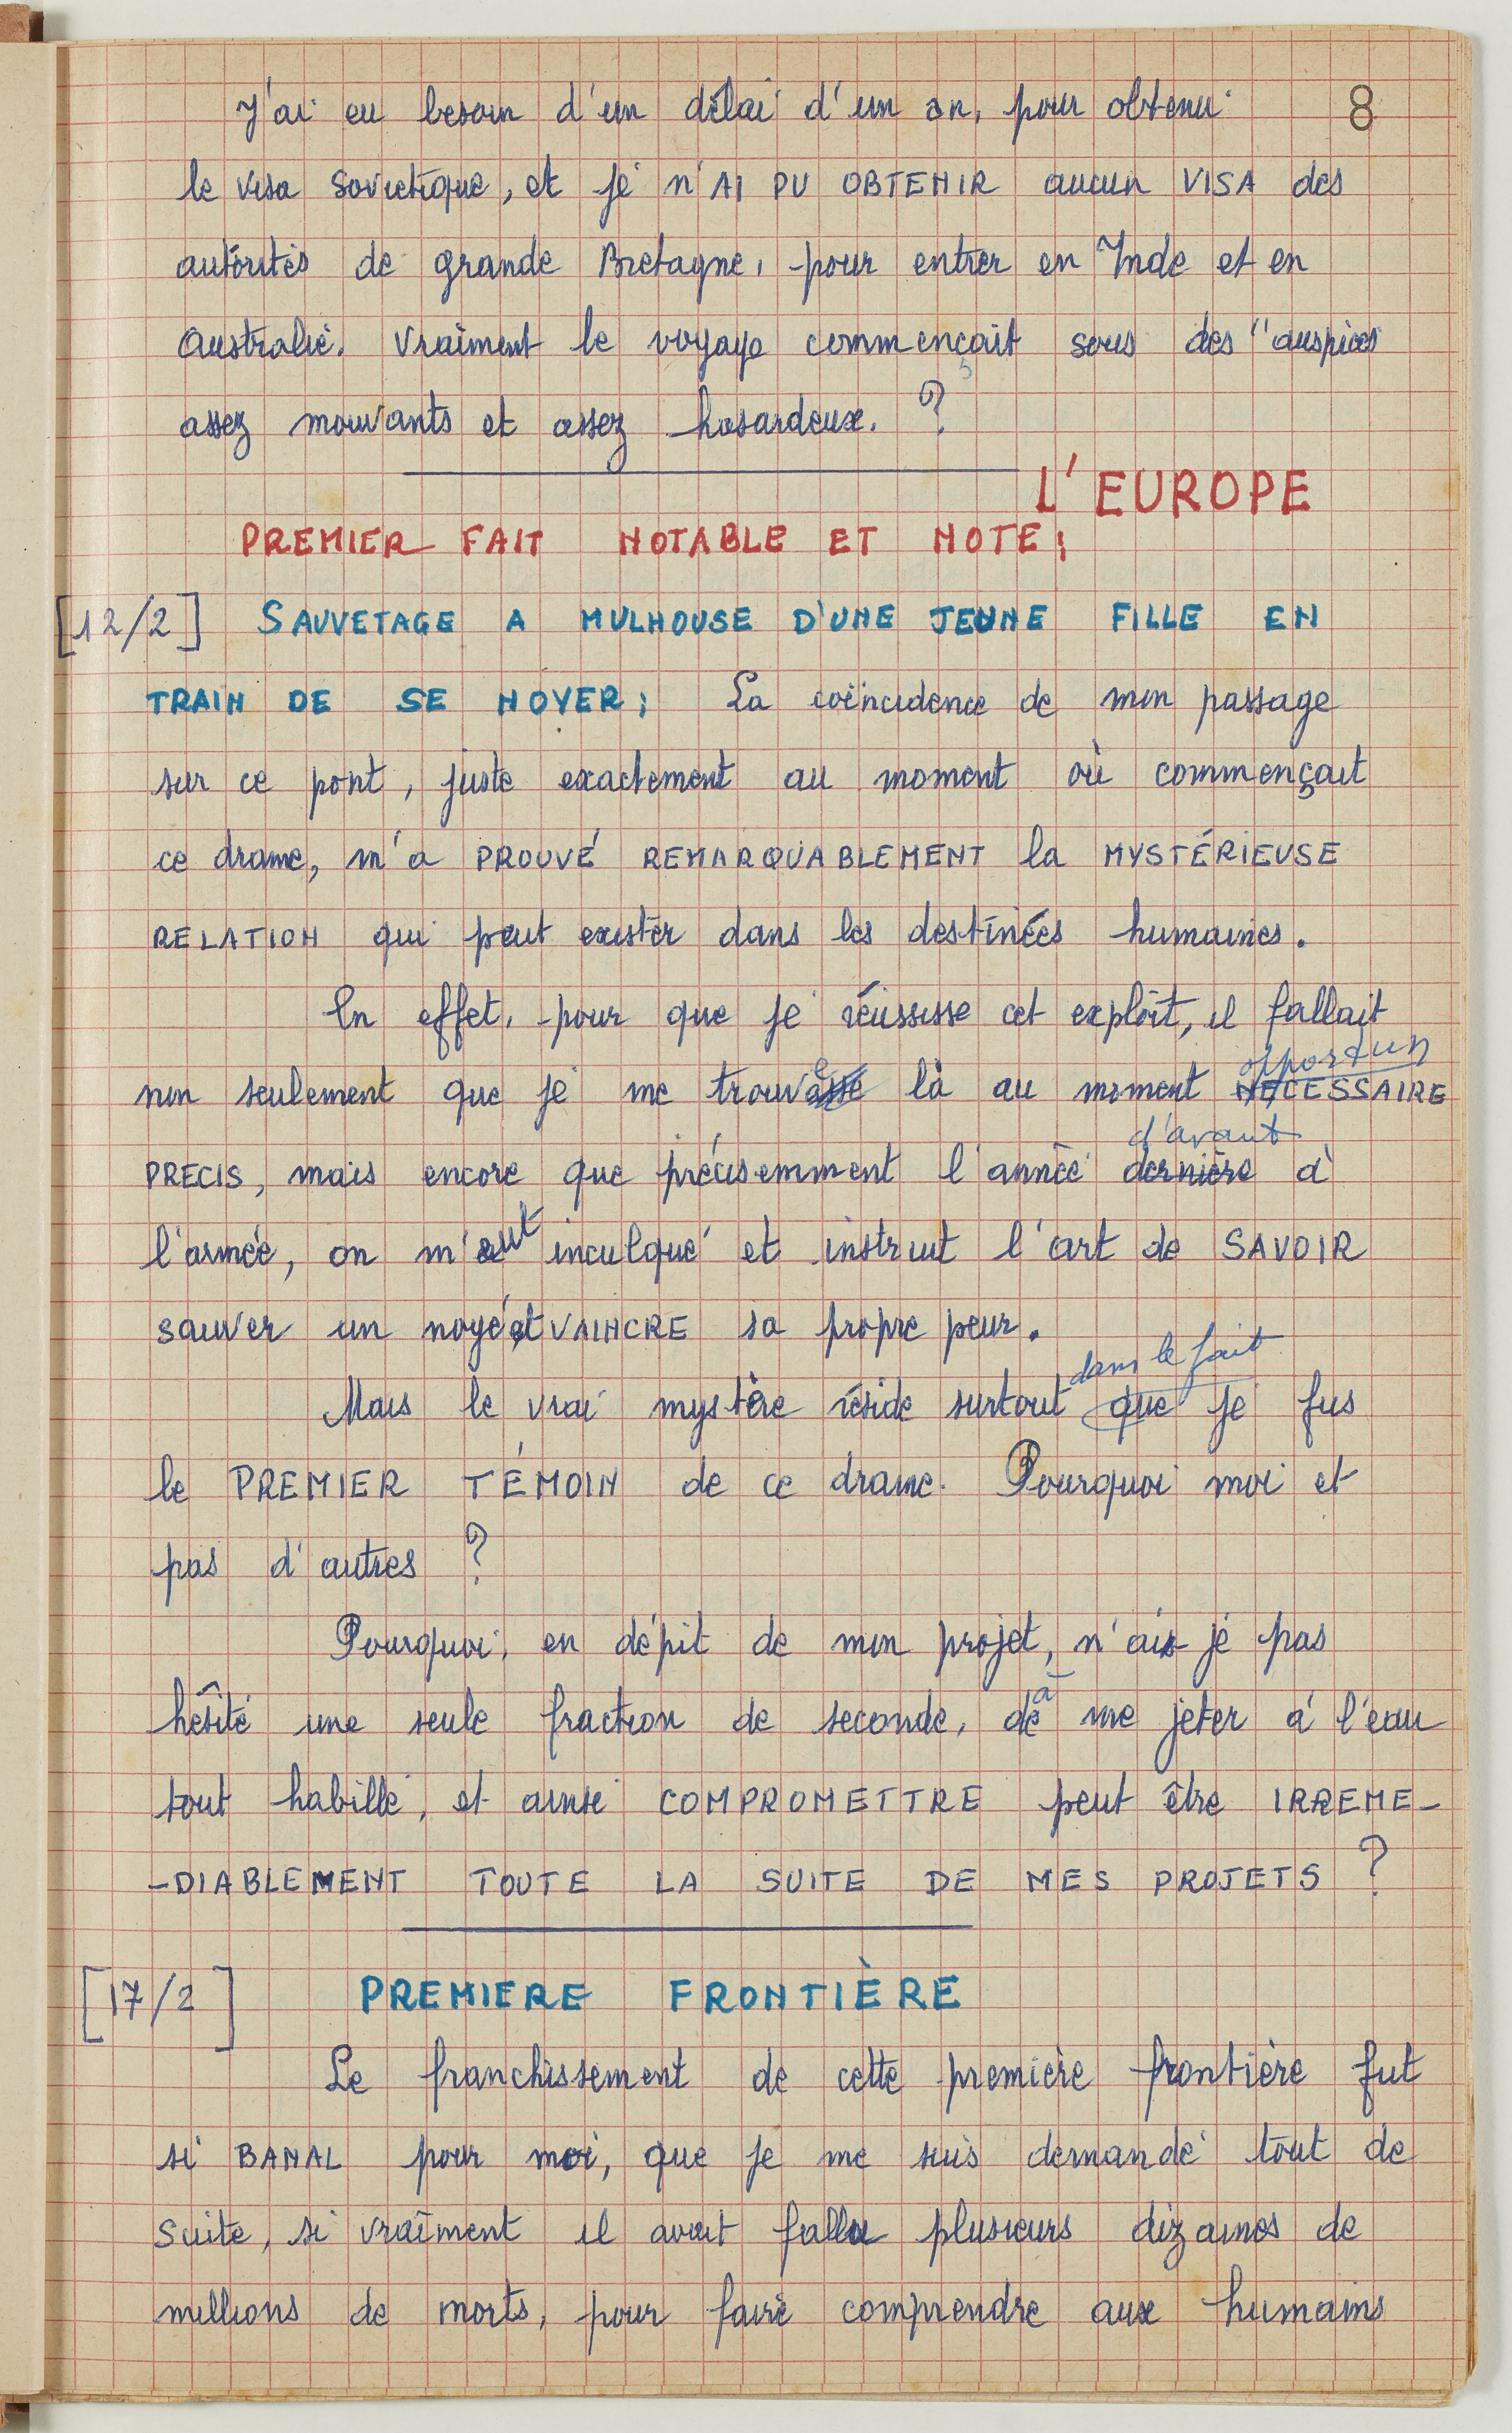 J'ai eu besoin d'un délai d'un an, pour obtenir 8
le visa soviétique, et je n'AI PU OBTENIR aucun VISA des
autorités de grande Bretagne, pour entrer en Inde et en
Australie. Vraiment le voyage commençait sous des "auspices
assez mouvants et assez hasardeux. ?
L'EUROPE
PREMIER FAIT NOTABLE ET NOTE:
[12/2] SAUVETAGE A MULHOUSE D'UNE JEUNE FILLE EN
TRAIN DE SE NOYER: La coïncidence de mon passage
sur ce pont, juste exactement au moment où commençait
ce drame, m'a PROUVÉ REMARQUABLEMENT la MYSTÉRIEUSE
RELATION qui peut exister dans les destinées humaines.
En effet, pour que je réussisse cet exploit, il fallait
opportun
non seulement que je me trouve là au moment NECESSAIRE
d'avant
PRECIS, mais encore que précisemment l'année dernière à
l'armée, on m'eut inculqué et instruit l'art de SAVOIR
sauver un noyé et VAINCRE sa propre peur.
dans le fait
Mais le vrai mystère réside surtout que je fus
le PREMIER TÉMOIN de ce drame. Pourquoi moi et
pas d'autres ?
Pourquoi, en dépit de mon projet, n'ai je pas
à
hésité une seule fraction de seconde, de me jeter à l'eau
tout habillé, et ainsi COMPROMETTRE peut être IRREME-
-DIABLEMENT TOUTE LA SUITE DE MES PROJETS ?
[17/2] PREMIERE FRONTIÈRE
Le franchissement de cette première frontière fut
si BANAL pour moi, que je me suis demandé tout de
suite, si vraiment il avait fallu plusieurs dizaines de
millions de morts, pour faire comprendre aux humains